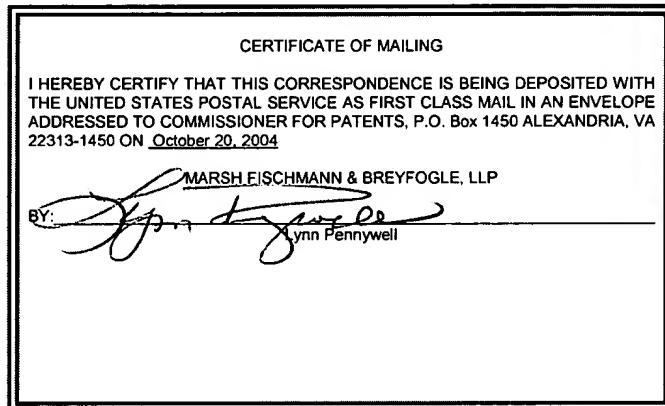 CERTIFICATE OF MAILING
I HEREBY CERTIFY THAT THIS CORRESPONDENCE IS BEING DEPOSITED WITH
THE UNITED STATES POSTAL SERVICE AS FIRST CLASS MAIL IN AN ENVELOPE
ADDRESSED TO COMMISSIONER FOR PATENTS, P.O. Box 1450 ALEXANDRIA, VA
22313-1450 ON October 20, 2004
MARSH FISCHMANN & BREYFOGLE, LLP
BY: Lynn Pennywell
Lynn Pennywell